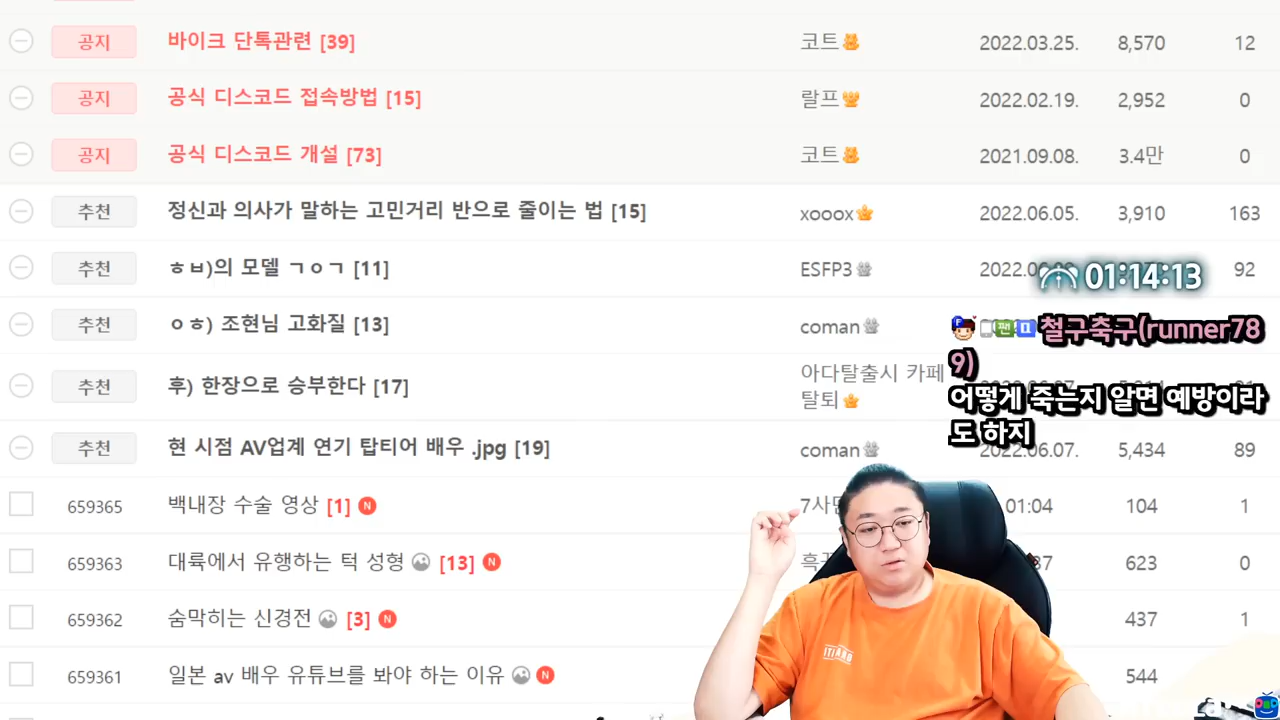 공지 바이크 단톡관련 [39] 코트 2022.03.25. 8,570 12
공지 공식 디스코드 접속방법 [15] 랄프 2022.02.19. 2,952 0
공지 공식 디스코드 개설 [73] 코트 2021.09.08. 3.4만 0
추천 정신과 의사가 말하는 고민거리 반으로 줄이는 법 [15] xooox 2022.06.05. 3,910 163
추천 ㅎㅂ)의 모델 ㄱㅇㄱ [11] ESFP3 92
01:14:13
추천 ㅇㅎ) 조현님 고화질 [13] coman
철구축구(runner78
9)
어떻게 죽는지 알면 예방이라
도 하지
추천 후) 한장으로 승부한다 [17] 아다탈출시 카페
탈퇴
추천 현 시점 AV업계 연기 탑티어 배우 .jpg [19] coman 2022.06.07. 5,434 89
659365 백내장 수술 영상 [1] N 01:04 104 1
659363 대륙에서 유행하는 턱 성형 [13] N 623 0
659362 숨막히는 신경전 [3] N 437 1
659361 일본 av 배우 유튜브를 봐야 하는 이유 N 544